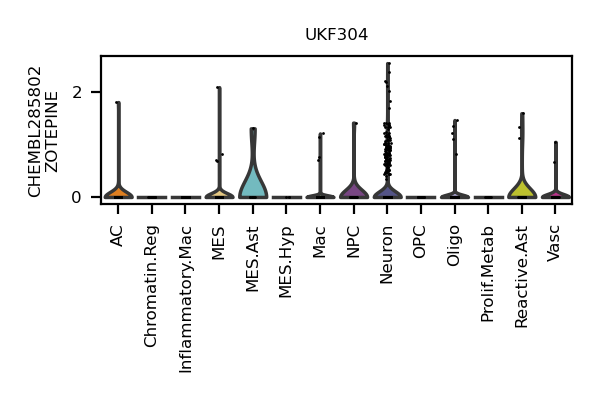 UKF304
CHEMBL285802
ZOTEPINE
2
0
AC
Chromatin.Reg
Inflammatory.Mac
MES
MES.Ast
MES.Hyp
Mac
NPC
Neuron
OPC
Oligo
Prolif.Metab
Reactive.Ast
Vasc